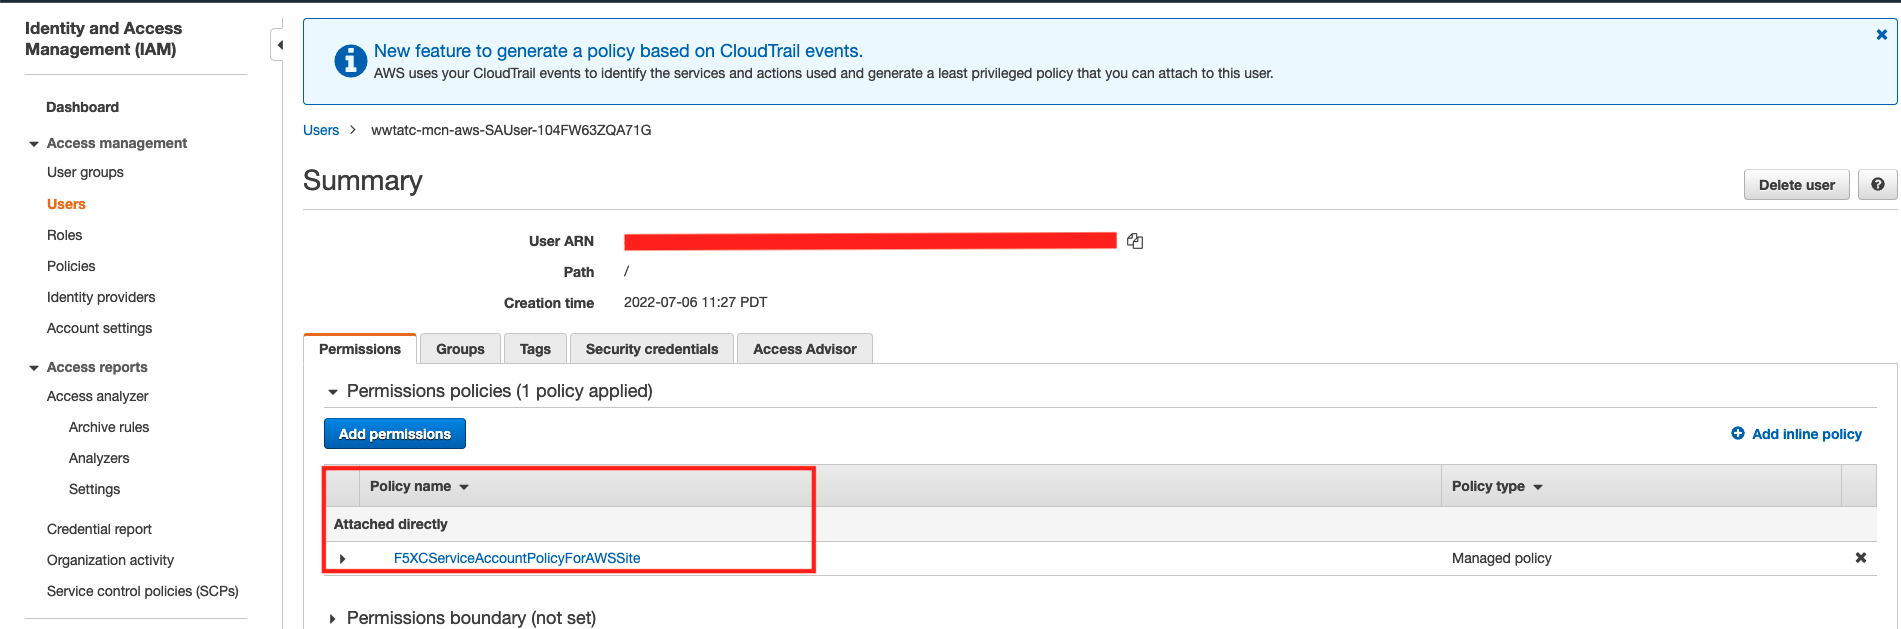 Identity and Access
Management (IAM)
Dashboard
Access management
User groups
Users
Roles
Policies
Identity providers
Account settings
Access reports
Access analyzer
Archive rules
Analyzers
Settings
Credential report
Organization activity
Service control policies (SCPs)
New feature to generate a policy based on CloudTrail events.
AWS uses your CloudTrail events to identify the services and actions used and generate a least privileged policy that you can attach to this user.
Users > wwtatc-mcn-aws-SAUser-104FW63ZQA71G
Summary
Delete user
User ARN
Path /
Creation time 2022-07-06 11:27 PDT
Permissions Groups Tags Security credentials Access Advisor
Permissions policies (1 policy applied)
Add permissions Add inline policy
Policy name Policy type
Attached directly
F5XCServiceAccountPolicyForAWSSite Managed policy
Permissions boundary (not set)